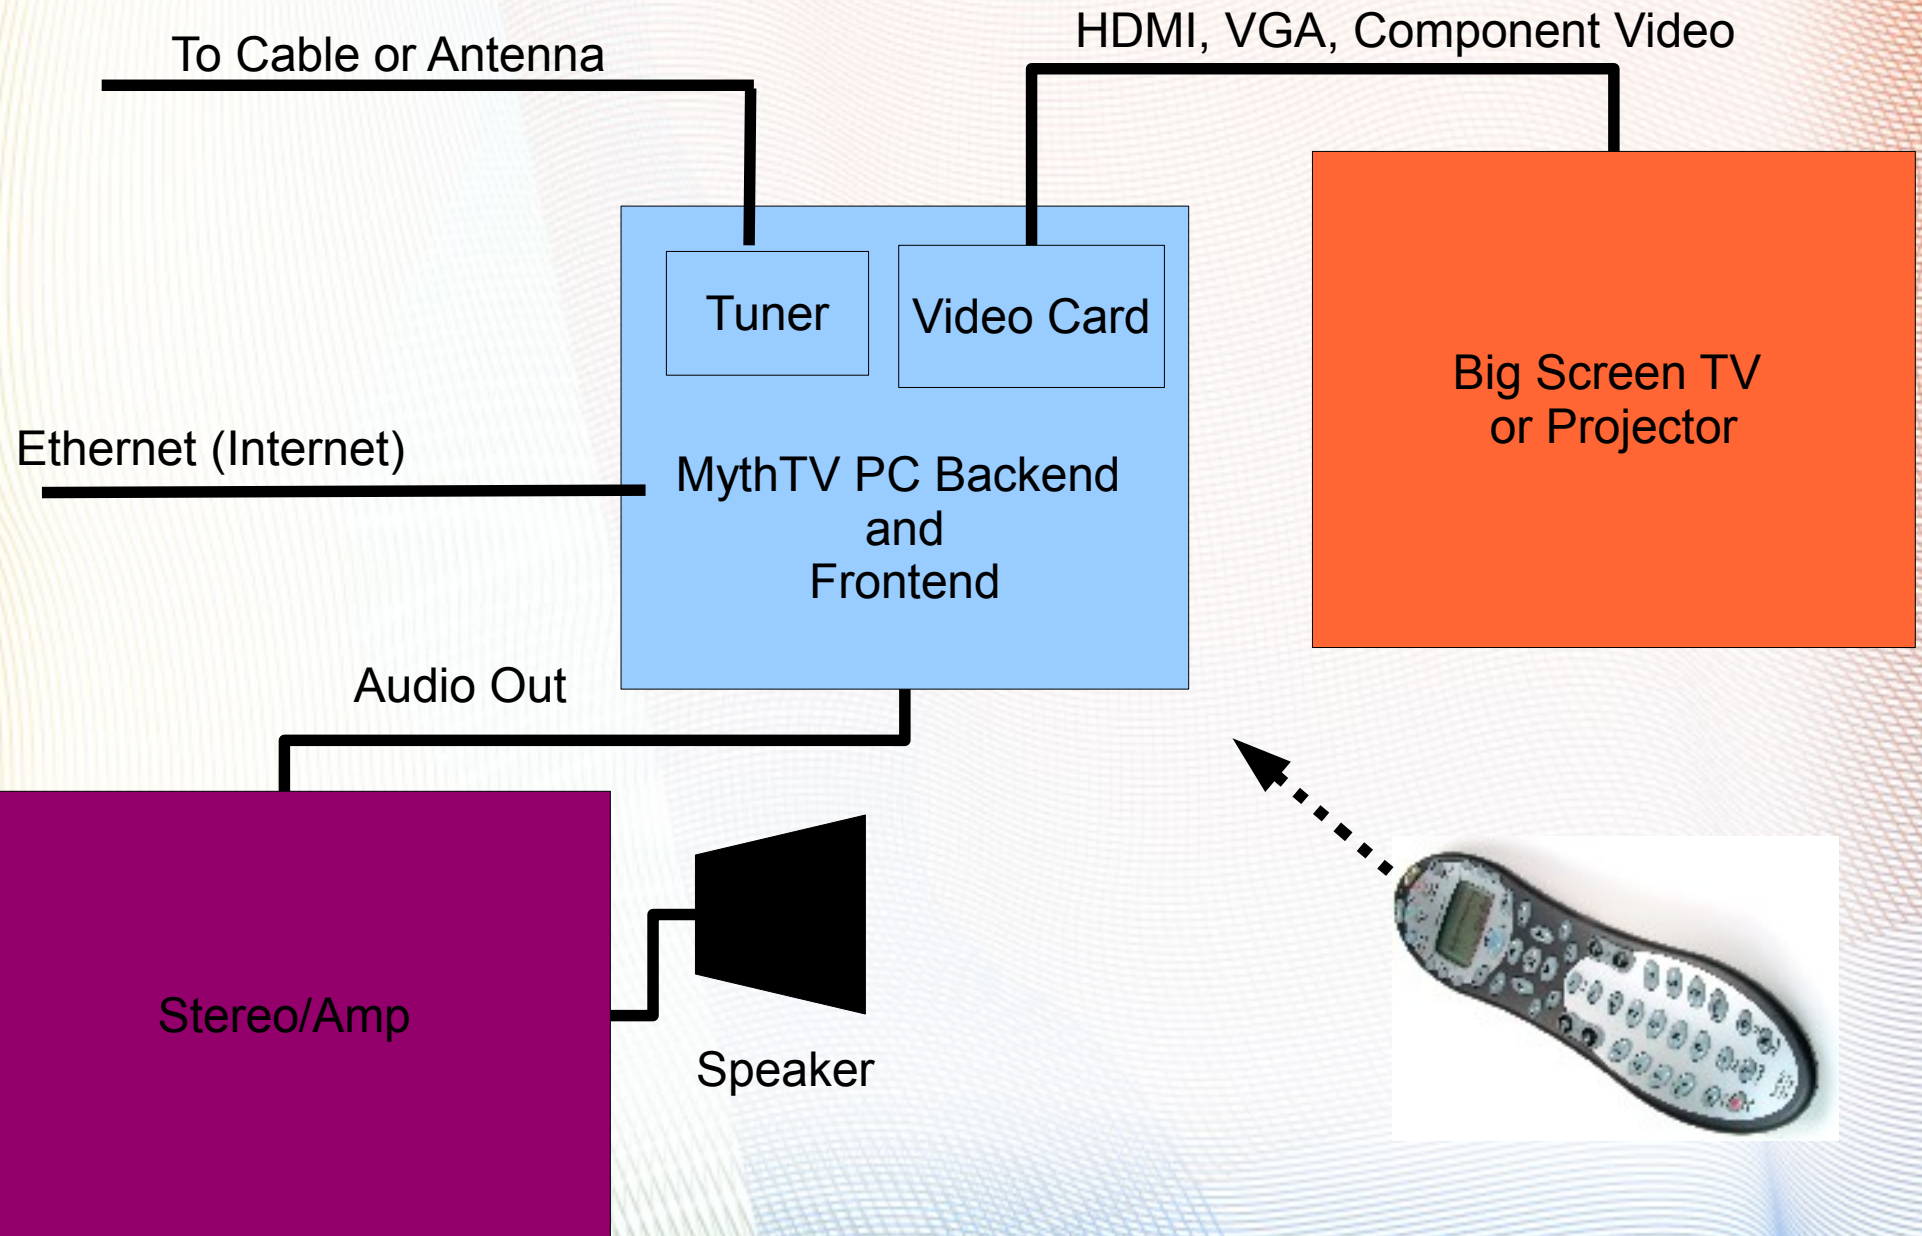 To Cable or Antenna
HDMI, VGA, Component Video
Tuner
Video Card
Big Screen TV
or Projector
Ethernet (Internet)
MythTV PC Backend
and
Frontend
Audio Out
Stereo/Amp
Speaker